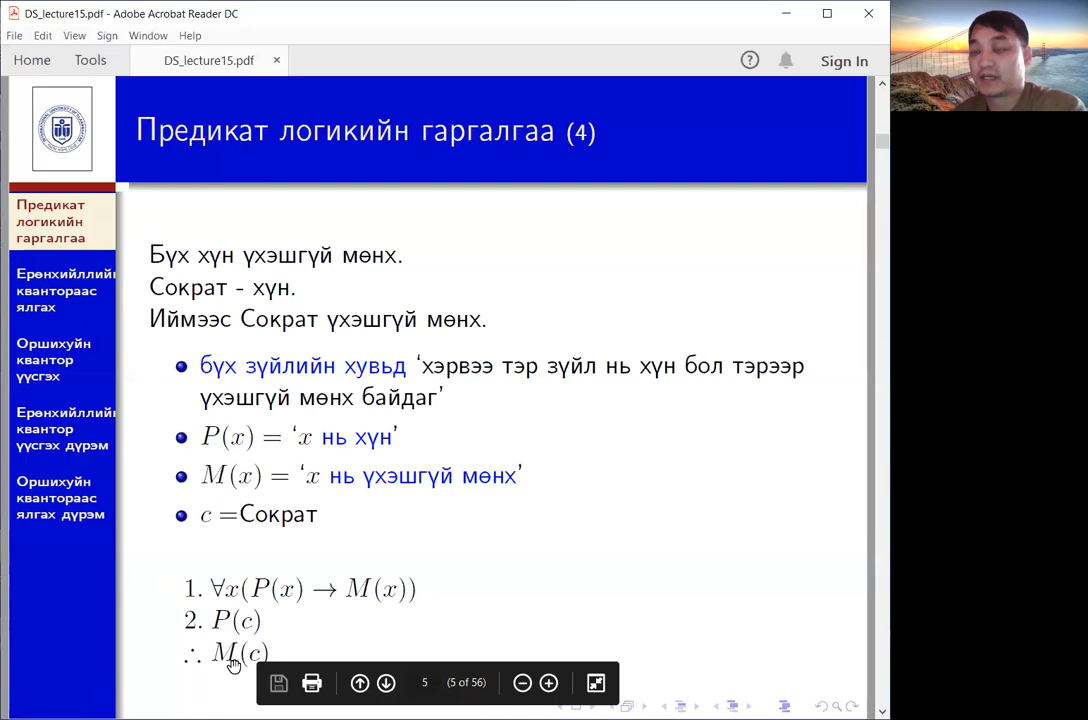 DS_lecture15.pdf - Adobe Acrobat Reader DC
File Edit View Sign Window Help
Home Tools DS_lecture15.pdf × ? Sign In
Предикат логикийн гаргалгаа (4)
Предикат
логикийн
гаргалгаа
Ерөнхийллийн
квантораас
ялгах
Оршихуйн
квантор
үүсгэх
Ерөнхийллийн
квантор
үүсгэх дүрэм
Оршихуйн
квантораас
ялгах дүрэм
Бүх хүн үхэшгүй мөнх.
Сократ - хүн.
Иймээс Сократ үхэшгүй мөнх.
бүх зүйлийн хувьд ‘хэрвээ тэр зүйл нь хүн бол тэрээр
үхэшгүй мөнх байдаг’
P(x) = ‘x нь хүн’
M(x) = ‘x нь үхэшгүй мөнх’
c =Сократ
1. ∀x(P(x) → M(x))
2. P(c)
∴ M(c)
5 (5 of 56)